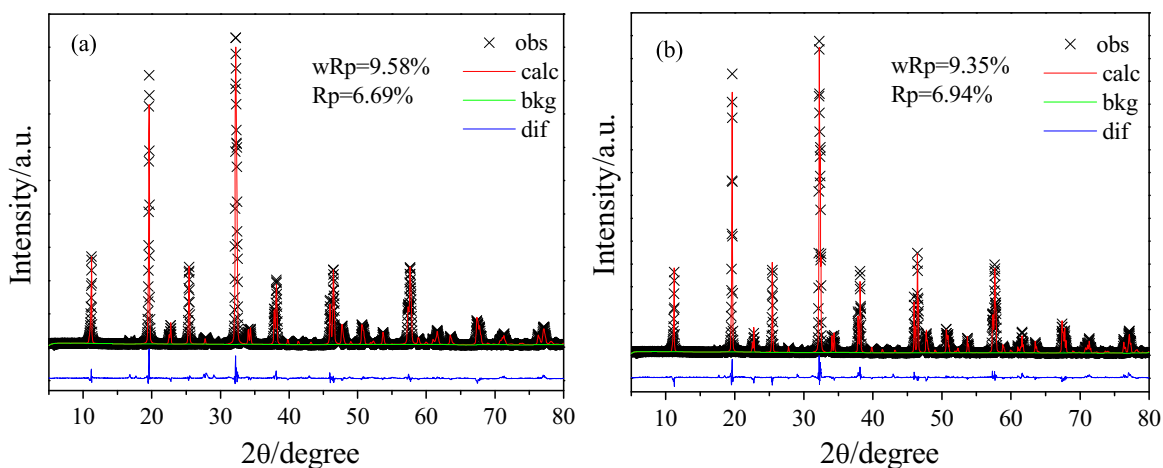 (a)
wRp=9.58%
Rp=6.69%
obs
calc
bkg
dif
Intensity/a.u.
10 20 30 40 50 60 70 80
2θ/degree
(b)
wRp=9.35%
Rp=6.94%
obs
calc
bkg
dif
Intensity/a.u.
10 20 30 40 50 60 70 80
2θ/degree